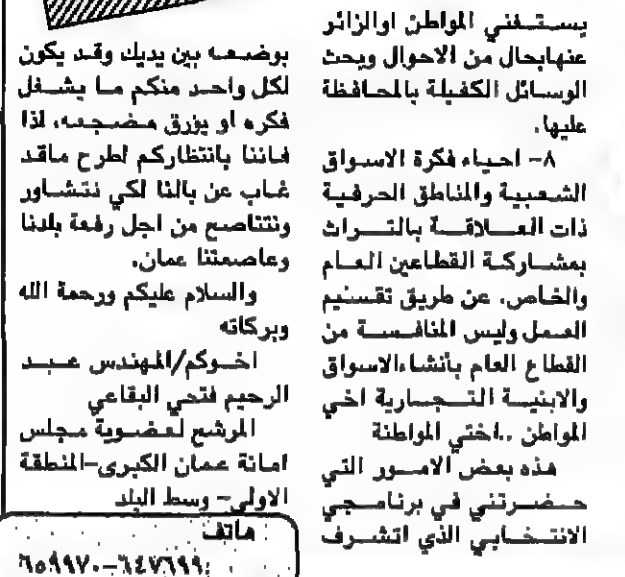 يستغني المواطن اوالزائر
عنهابحال من الاحوال وبحث
الوسائل الكفيلة بالمحافظة
عليها.
٨- احياء فكرة الاسواق
الشعبية والمناطق الحرفية
ذات العلاقة بالتراث
بمشاركة القطاعين العام
والخاص. عن طريق تقسيم
العمل وليس المنافسة من
القطاع العام بأنشاءالاسواق
والابنية التجارية اخي
المواطن ..اختي المواطنة
هذه بعض الامور التي
حضرتني في برنامجي
الانتخابي الذي اتشرف
بوضعه بين يديك وقد يكون
لكل واحد منكم ما يشغل
فكره او يؤرق مضجعه. لذا
فاننا بانتظاركم لطرح ماقد
غاب عن بالنا لكي نتشاور
ونتناصح من اجل رفعة بلدنا
وعاصمتنا عمان.
والسلام عليكم ورحمة الله
وبركاته
اخوكم/المهندس عبد
الرحيم فتحي البقاعي
المرشح لعضوية مجلس
امانة عمان الكبرى-المنطقة
الاولى- وسط البلد
هاتف
:٦٤٧٦٩٩-٦٥٩٩٧٠